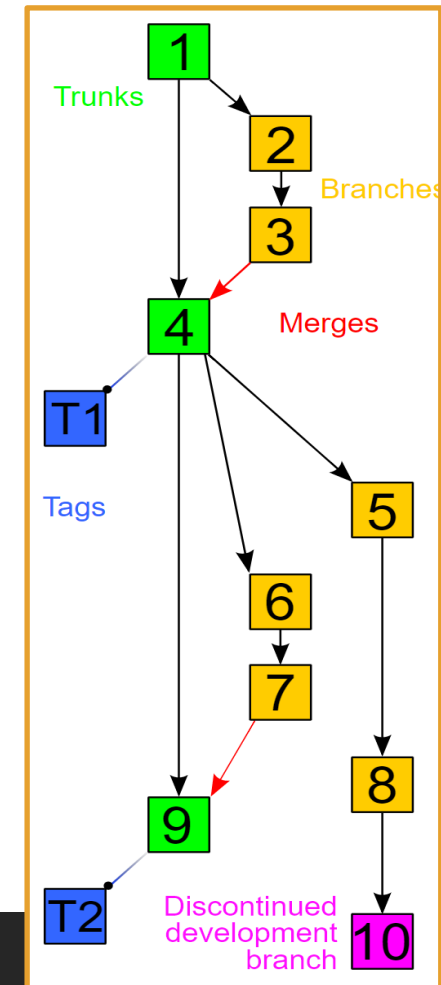 1
Trunks
2
Branches
3
4
Merges
T1
Tags
5
6
7
8
9
T2
Discontinued
development
branch
10